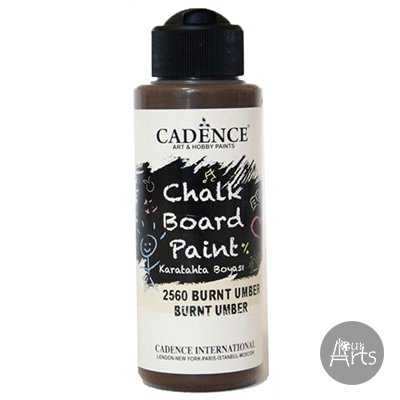 CADENCE
ART & HOBBY PAINTS
Chalk
Board
Paint
Karatahta Boyası
2560 BURNT UMBER
BURNT UMBER
CADENCE INTERNATIONAL
LONDON-NEW YORK-PARIS-ISTANBUL-MOSCOW
Arts